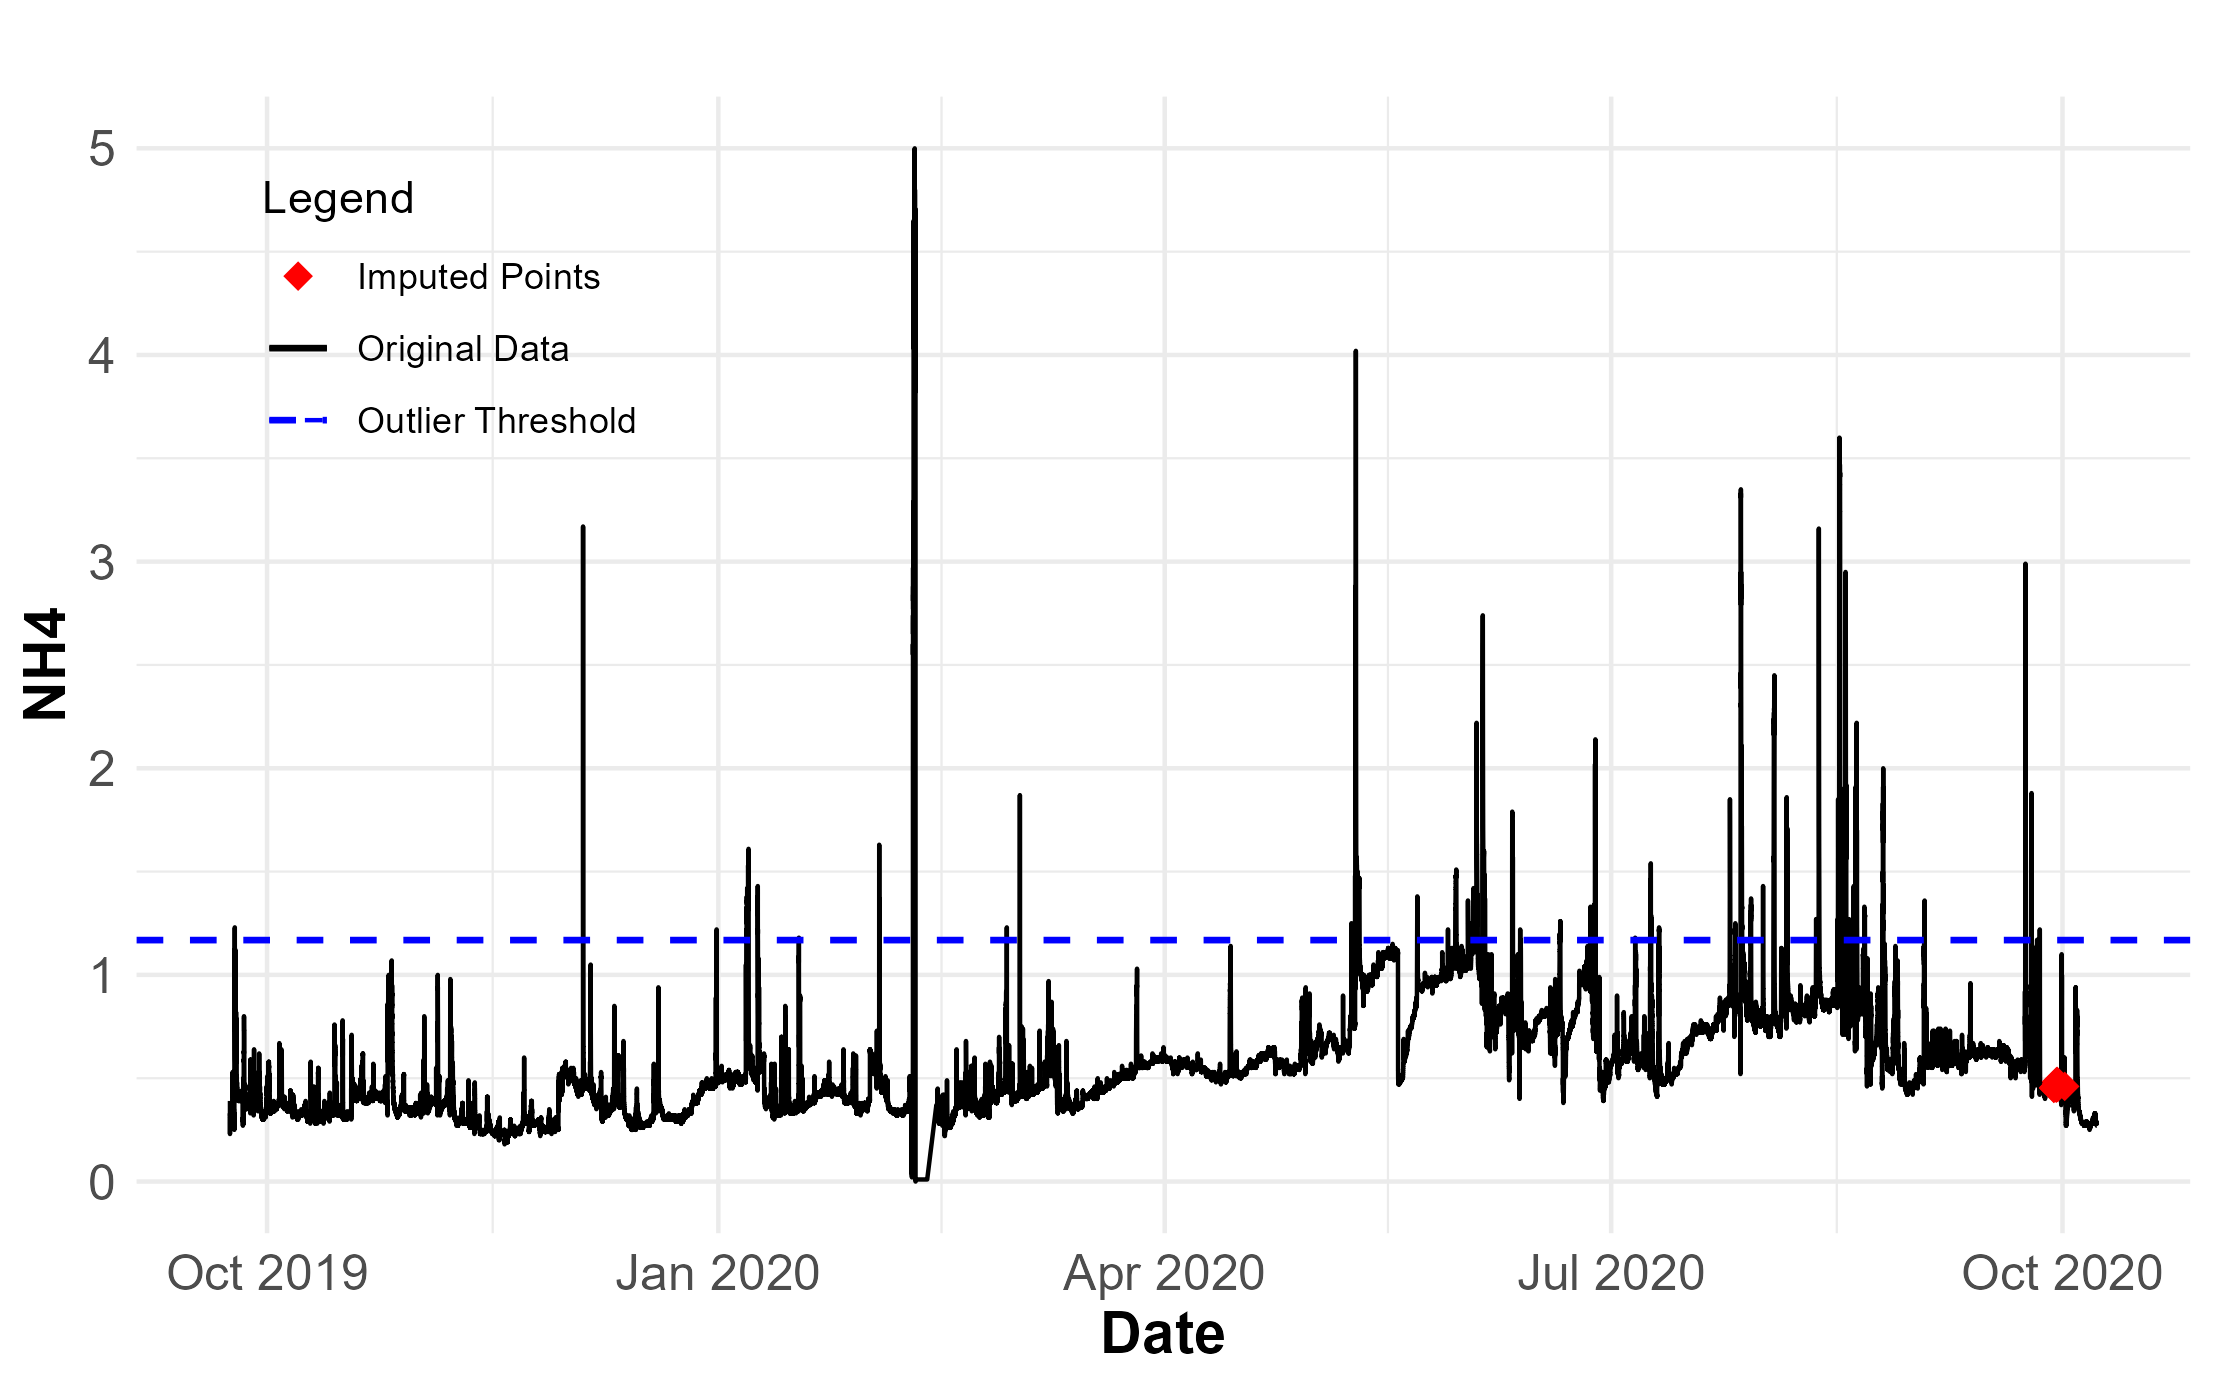 Legend
Imputed Points
Original Data
Outlier Threshold
5
4
3
2
1
0
NH4
Oct 2019
Jan 2020
Apr 2020
Jul 2020
Oct 2020
Date